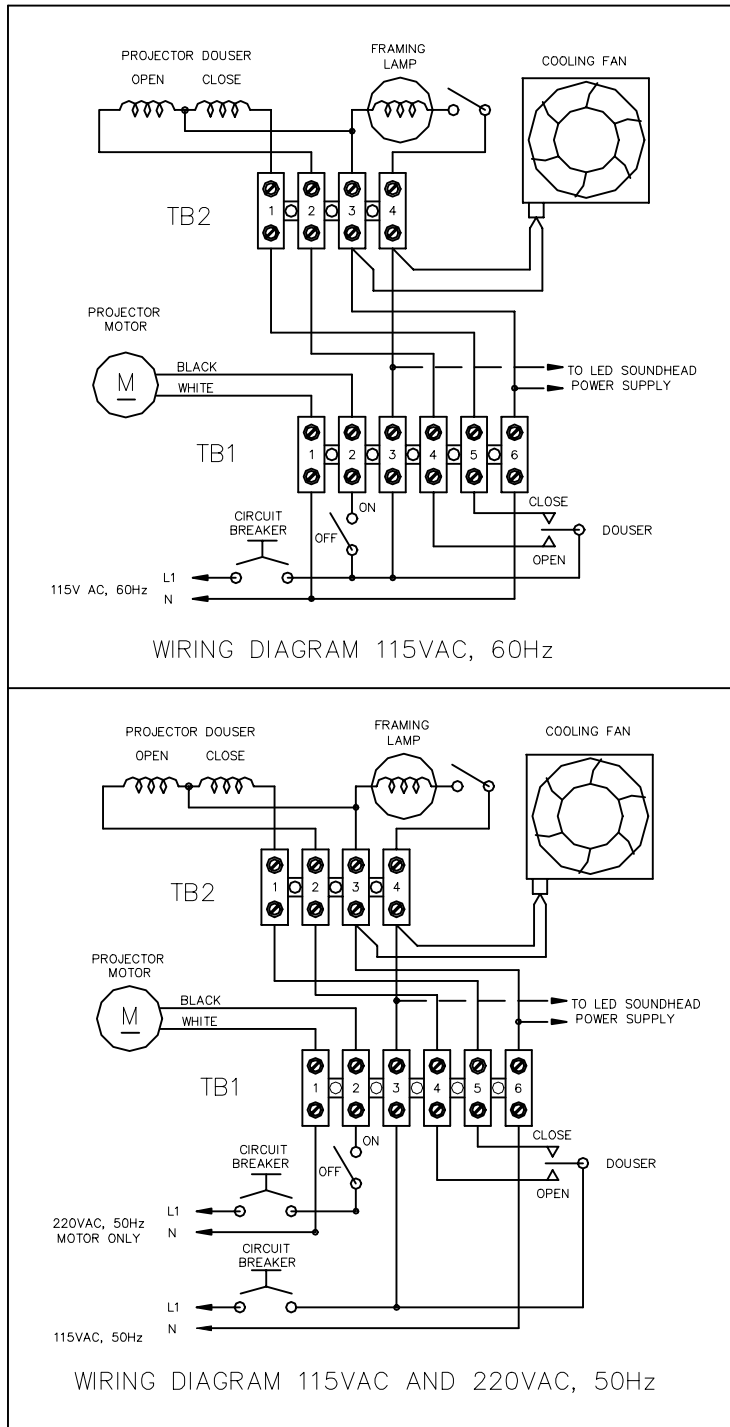 PROJECTOR DOUSER
OPEN CLOSE
FRAMING
LAMP
COOLING FAN
TB2
1 2 3 4
PROJECTOR
MOTOR
M
BLACK
WHITE
TO LED SOUNDHEAD
POWER SUPPLY
TB1
1 2 3 4 5 6
ON
OFF
CLOSE
OPEN
DOUSER
CIRCUIT
BREAKER
L1
115V AC, 60Hz
N
WIRING DIAGRAM 115VAC, 60Hz
PROJECTOR DOUSER
OPEN CLOSE
FRAMING
LAMP
COOLING FAN
TB2
1 2 3 4
PROJECTOR
MOTOR
M
BLACK
WHITE
TO LED SOUNDHEAD
POWER SUPPLY
TB1
1 2 3 4 5 6
ON
OFF
CLOSE
OPEN
DOUSER
CIRCUIT
BREAKER
L1
220VAC, 50Hz
MOTOR ONLY
N
CIRCUIT
BREAKER
L1
N
115VAC, 50Hz
WIRING DIAGRAM 115VAC AND 220VAC, 50Hz